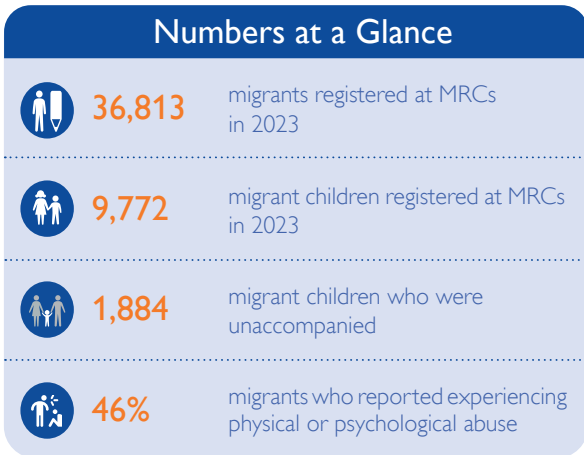 Numbers at a Glance
36,813
migrants registered at MRCs
in 2023
9,772
migrant children registered at MRCs
in 2023
1,884
migrant children who were
unaccompanied
46%
migrants who reported experiencing
physical or psychological abuse